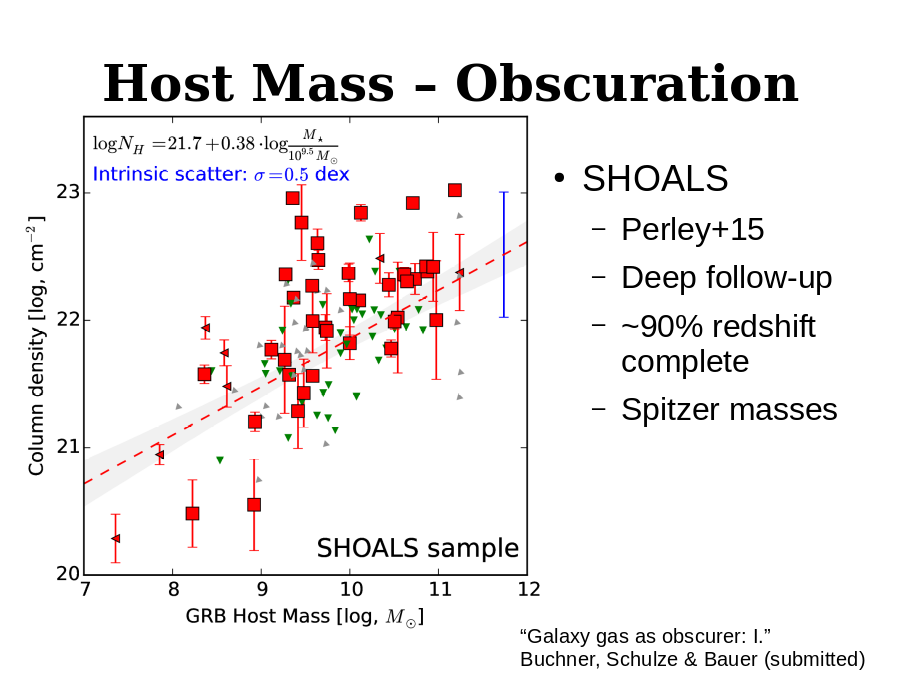 Host Mass – Obscuration
logN_H =21.7+0.38·log M⋆/10^9.5 M⊙
Intrinsic scatter: σ=0.5 dex
23
22
21
20
7 8 9 10 11 12
Column density [log, cm⁻²]
SHOALS sample
GRB Host Mass [log, M⊙]
• SHOALS
– Perley+15
– Deep follow-up
– ~90% redshift
complete
– Spitzer masses
“Galaxy gas as obscurer: I.”
Buchner, Schulze & Bauer (submitted)